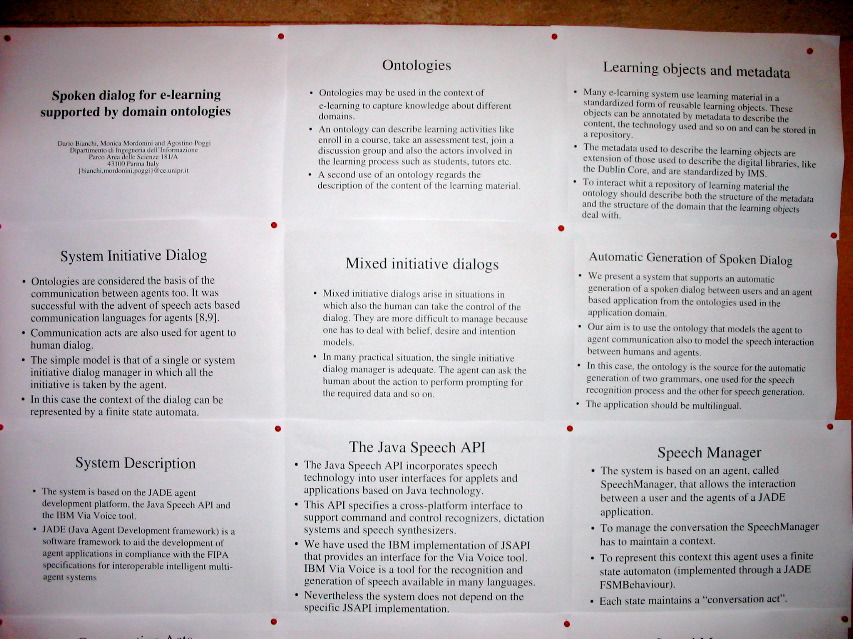 Spoken dialog for e-learning
supported by domain ontologies
Dario Bianchi, Monica Mordonini and Agostino Poggi
Dipartimento di Ingegneria dell'Informazione
Parco Area delle Scienze 181/A
43100 Parma Italy
{bianchi,mordonini,poggi}@ce.unipr.it
Ontologies
• Ontologies may be used in the context of
e-learning to capture knowledge about different
domains.
• An ontology can describe learning activities like
enroll in a course, take an assessment test, join a
discussion group and also the actors involved in
the learning process such as students, tutors etc.
• A second use of an ontology regards the
description of the content of the learning material.
Learning objects and metadata
• Many e-learning system use learning material in a
standardized form of reusable learning objects. These
objects can be annotated by metadata to describe the
content, the technology used and so on and can be stored in
a repository.
• The metadata used to describe the learning objects are
extension of those used to describe the digital libraries, like
the Dublin Core, and are standardized by IMS.
• To interact whit a repository of learning material the
ontology should describe both the structure of the metadata
and the structure of the domain that the learning objects
deal with.
System Initiative Dialog
• Ontologies are considered the basis of the
communication between agents too. It was
successful with the advent of speech acts based
communication languages for agents [8,9].
• Communication acts are also used for agent to
human dialog.
• The simple model is that of a single or system
initiative dialog manager in which all the
initiative is taken by the agent.
• In this case the context of the dialog can be
represented by a finite state automata.
Mixed initiative dialogs
• Mixed initiative dialogs arise in situations in
which also the human can take the control of the
dialog. They are more difficult to manage because
one has to deal with belief, desire and intention
models.
• In many practical situation, the single initiative
dialog manager is adequate. The agent can ask the
human about the action to perform prompting for
the required data and so on.
Automatic Generation of Spoken Dialog
• We present a system that supports an automatic
generation of a spoken dialog between users and an agent
based application from the ontologies used in the
application domain.
• Our aim is to use the ontology that models the agent to
agent communication also to model the speech interaction
between humans and agents.
• In this case, the ontology is the source for the automatic
generation of two grammars, one used for the speech
recognition process and the other for speech generation.
• The application should be multilingual.
System Description
• The system is based on the JADE agent
development platform, the Java Speech API and
the IBM Via Voice tool.
• JADE (Java Agent Development framework) is a
software framework to aid the development of
agent applications in compliance with the FIPA
specifications for interoperable intelligent multi-
agent systems
The Java Speech API
• The Java Speech API incorporates speech
technology into user interfaces for applets and
applications based on Java technology.
• This API specifies a cross-platform interface to
support command and control recognizers, dictation
systems and speech synthesizers.
• We have used the IBM implementation of JSAPI
that provides an interface for the Via Voice tool.
IBM Via Voice is a tool for the recognition and
generation of speech available in many languages.
• Nevertheless the system does not depend on the
specific JSAPI implementation.
Speech Manager
• The system is based on an agent, called
SpeechManager, that allows the interaction
between a user and the agents of a JADE
application.
• To manage the conversation the SpeechManager
has to maintain a context.
• To represent this context this agent uses a finite
state automaton (implemented through a JADE
FSMBehaviour).
• Each state maintains a “conversation act”.